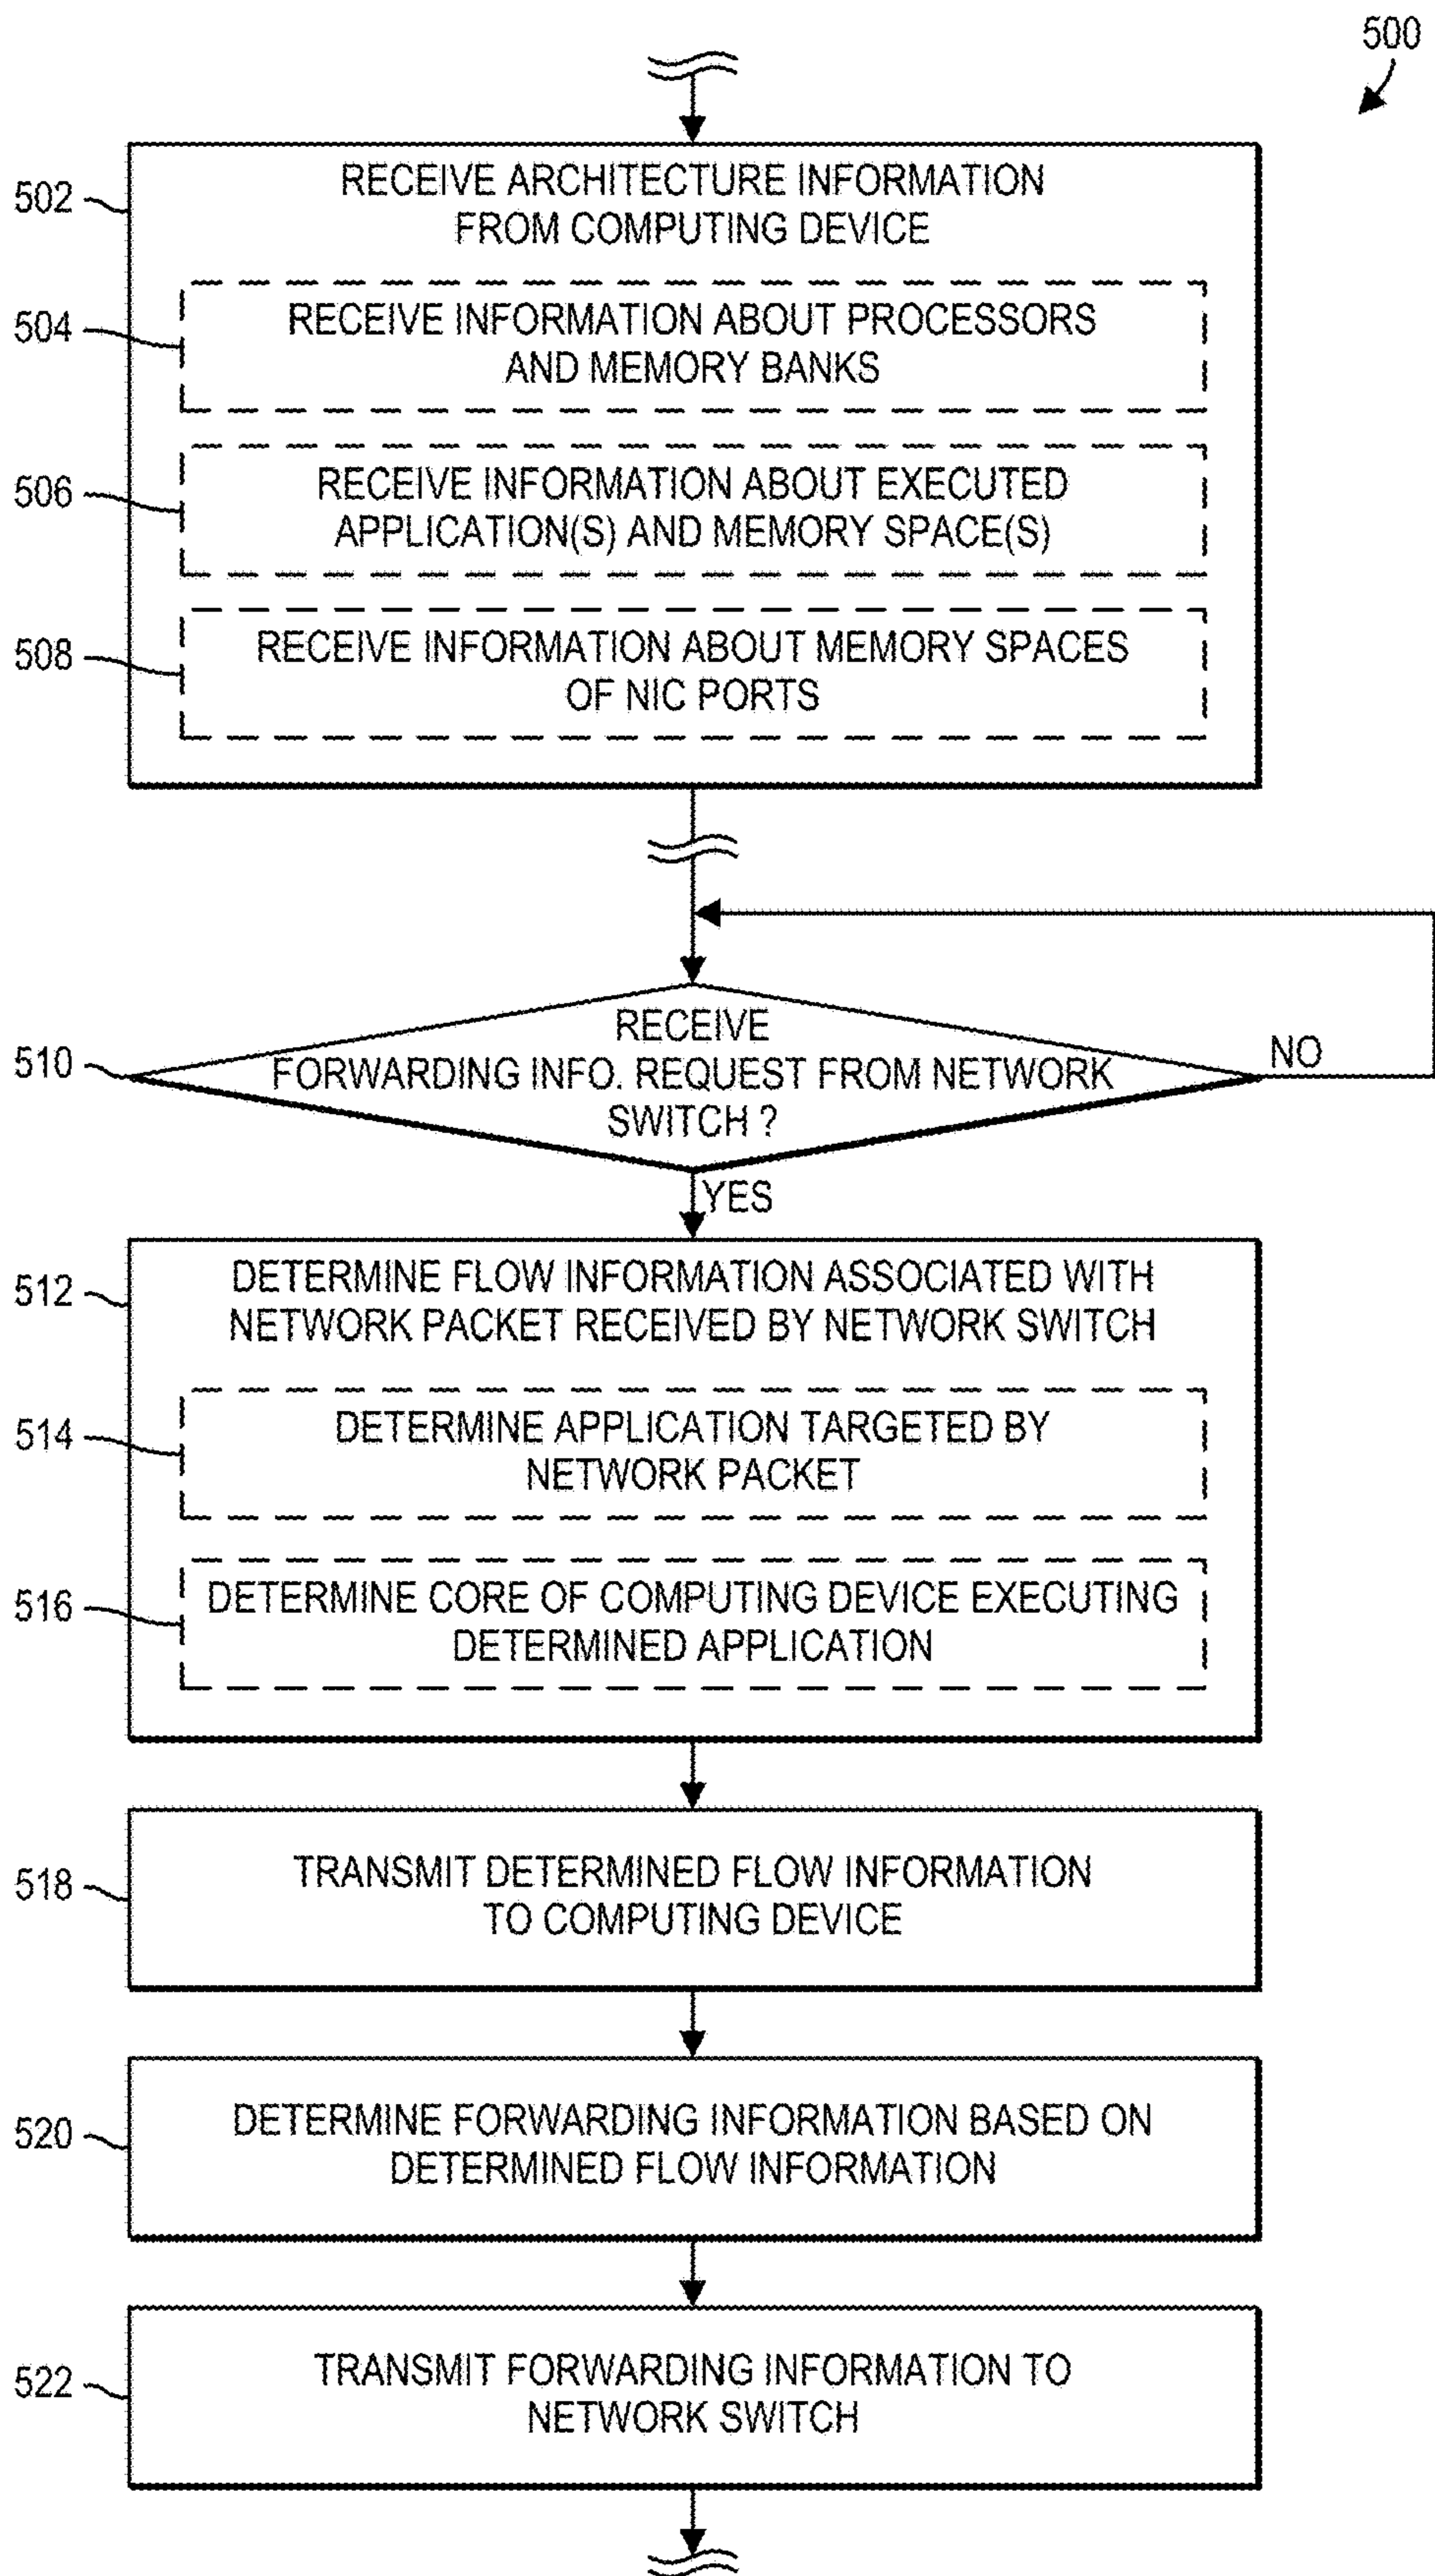 500
502
RECEIVE ARCHITECTURE INFORMATION
FROM COMPUTING DEVICE
504
RECEIVE INFORMATION ABOUT PROCESSORS
AND MEMORY BANKS
506
RECEIVE INFORMATION ABOUT EXECUTED
APPLICATION(S) AND MEMORY SPACE(S)
508
RECEIVE INFORMATION ABOUT MEMORY SPACES
OF NIC PORTS
510
RECEIVE
FORWARDING INFO. REQUEST FROM NETWORK
SWITCH ?
NO
YES
512
DETERMINE FLOW INFORMATION ASSOCIATED WITH
NETWORK PACKET RECEIVED BY NETWORK SWITCH
514
DETERMINE APPLICATION TARGETED BY
NETWORK PACKET
516
DETERMINE CORE OF COMPUTING DEVICE EXECUTING
DETERMINED APPLICATION
518
TRANSMIT DETERMINED FLOW INFORMATION
TO COMPUTING DEVICE
520
DETERMINE FORWARDING INFORMATION BASED ON
DETERMINED FLOW INFORMATION
522
TRANSMIT FORWARDING INFORMATION TO
NETWORK SWITCH